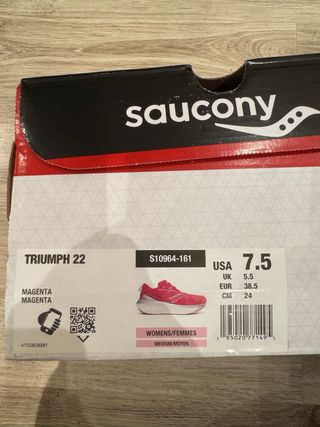 saucony
TRIUMPH 22
S10964-161
USA 7.5
UK 5.5
EUR 38.5
CM 24
MAGENTA
MAGENTA
WOMENS/FEMMES
MEDIUM/MOYEN